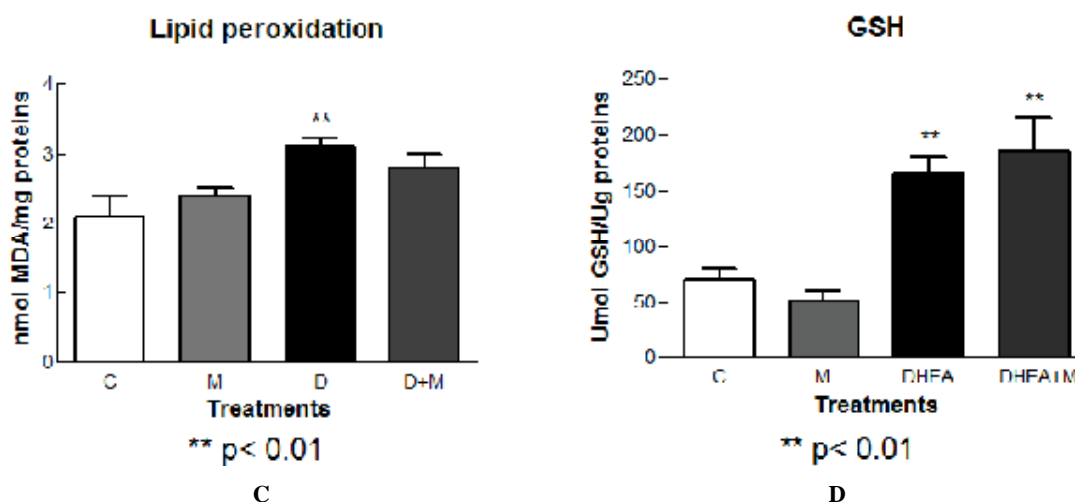 Lipid peroxidation
nmol MDA/mg proteins
4
3
2
1
0
**
C M D D+M
Treatments
** p< 0.01
C
GSH
Umol GSH/Ug proteins
250
200
150
100
50
0
**
**
C M DHEA DHEA+M
Treatments
** p< 0.01
D